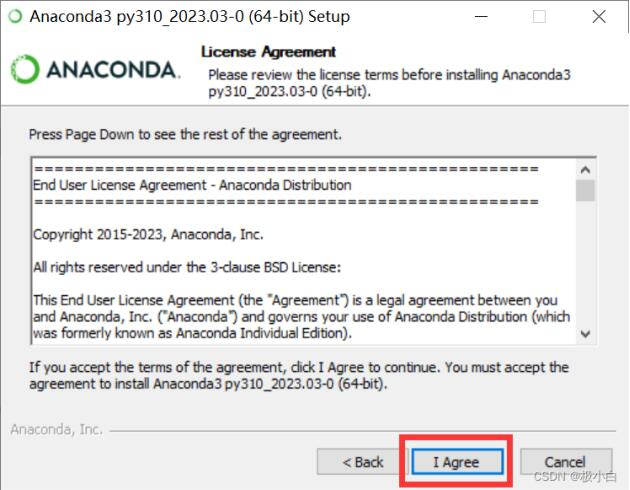 Anaconda3 py310_2023.03-0 (64-bit) Setup
ANACONDA.
License Agreement
Please review the license terms before installing Anaconda3
py310_2023.03-0 (64-bit).
Press Page Down to see the rest of the agreement.
==================================================
End User License Agreement - Anaconda Distribution
==================================================
Copyright 2015-2023, Anaconda, Inc.
All rights reserved under the 3-clause BSD License:
This End User License Agreement (the "Agreement") is a legal agreement between you
and Anaconda, Inc. ("Anaconda") and governs your use of Anaconda Distribution (which
was formerly known as Anaconda Individual Edition).
If you accept the terms of the agreement, click I Agree to continue. You must accept the
agreement to install Anaconda3 py310_2023.03-0 (64-bit).
Anaconda, Inc.
< Back
I Agree
Cancel
CSDN @极小白